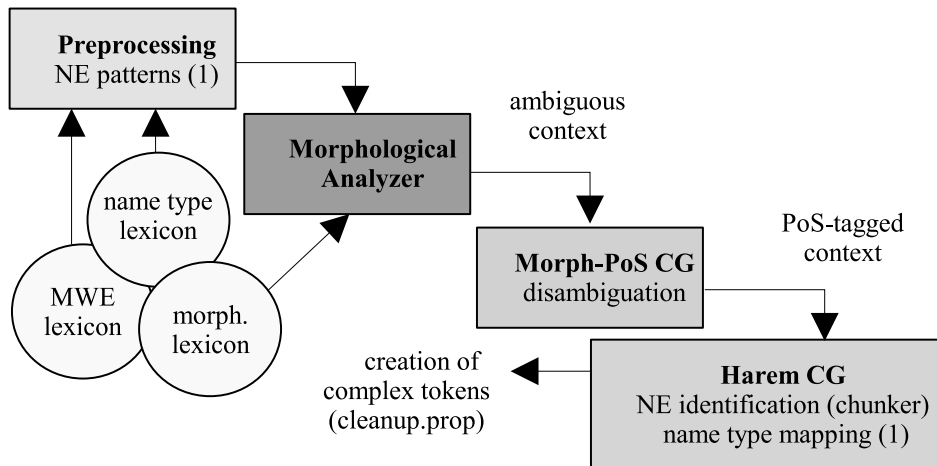 Preprocessing
NE patterns (1)
ambiguous
context
Morphological
Analyzer
name type
lexicon
PoS-tagged
context
MWE
lexicon
morph.
lexicon
Morph-PoS CG
disambiguation
creation of
complex tokens
(cleanup.prop)
Harem CG
NE identification (chunker)
name type mapping (1)